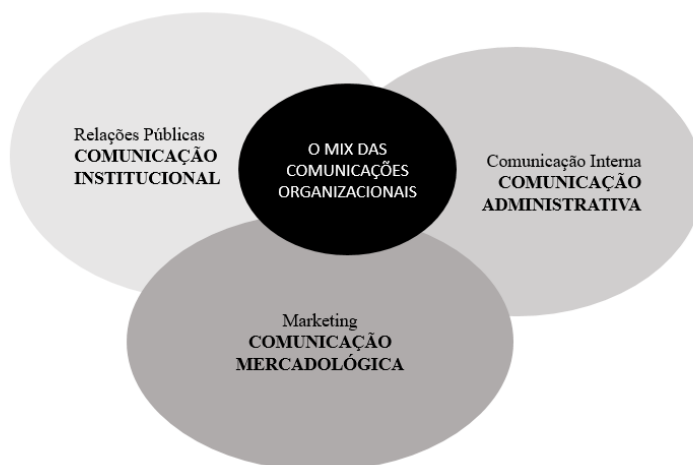 Relações Públicas
COMUNICAÇÃO
INSTITUCIONAL
O MIX DAS
COMUNICAÇÕES
ORGANIZACIONAIS
Comunicação Interna
COMUNICAÇÃO
ADMINISTRATIVA
Marketing
COMUNICAÇÃO
MERCADOLÓGICA